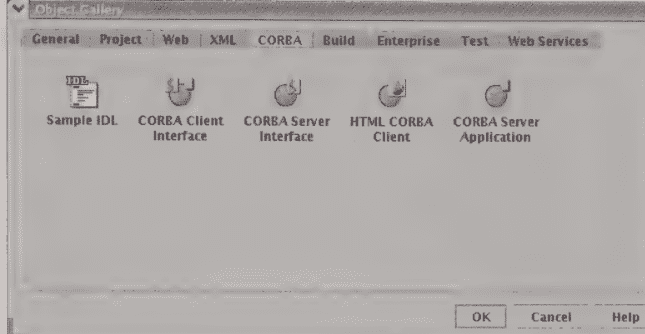 Object Gallery
General Project Web XML CORBA Build Enterprise Test Web Services
IDL
Sample IDL CORBA Client Interface CORBA Server Interface HTML CORBA Client CORBA Server Application
OK Cancel Help